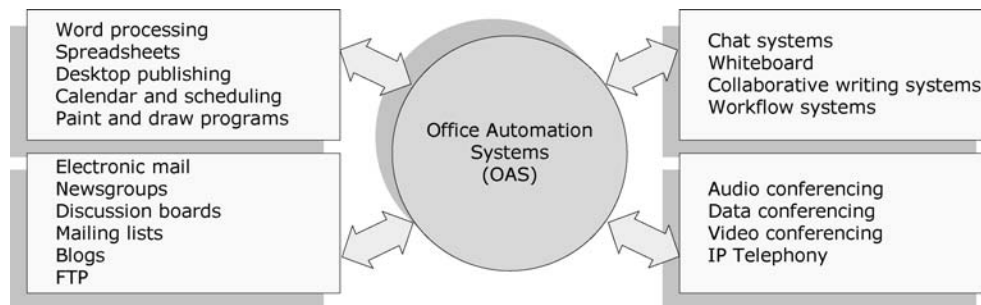 Word processing
Spreadsheets
Desktop publishing
Calendar and scheduling
Paint and draw programs
Electronic mail
Newsgroups
Discussion boards
Mailing lists
Blogs
FTP
Office Automation
Systems
(OAS)
Chat systems
Whiteboard
Collaborative writing systems
Workflow systems
Audio conferencing
Data conferencing
Video conferencing
IP Telephony